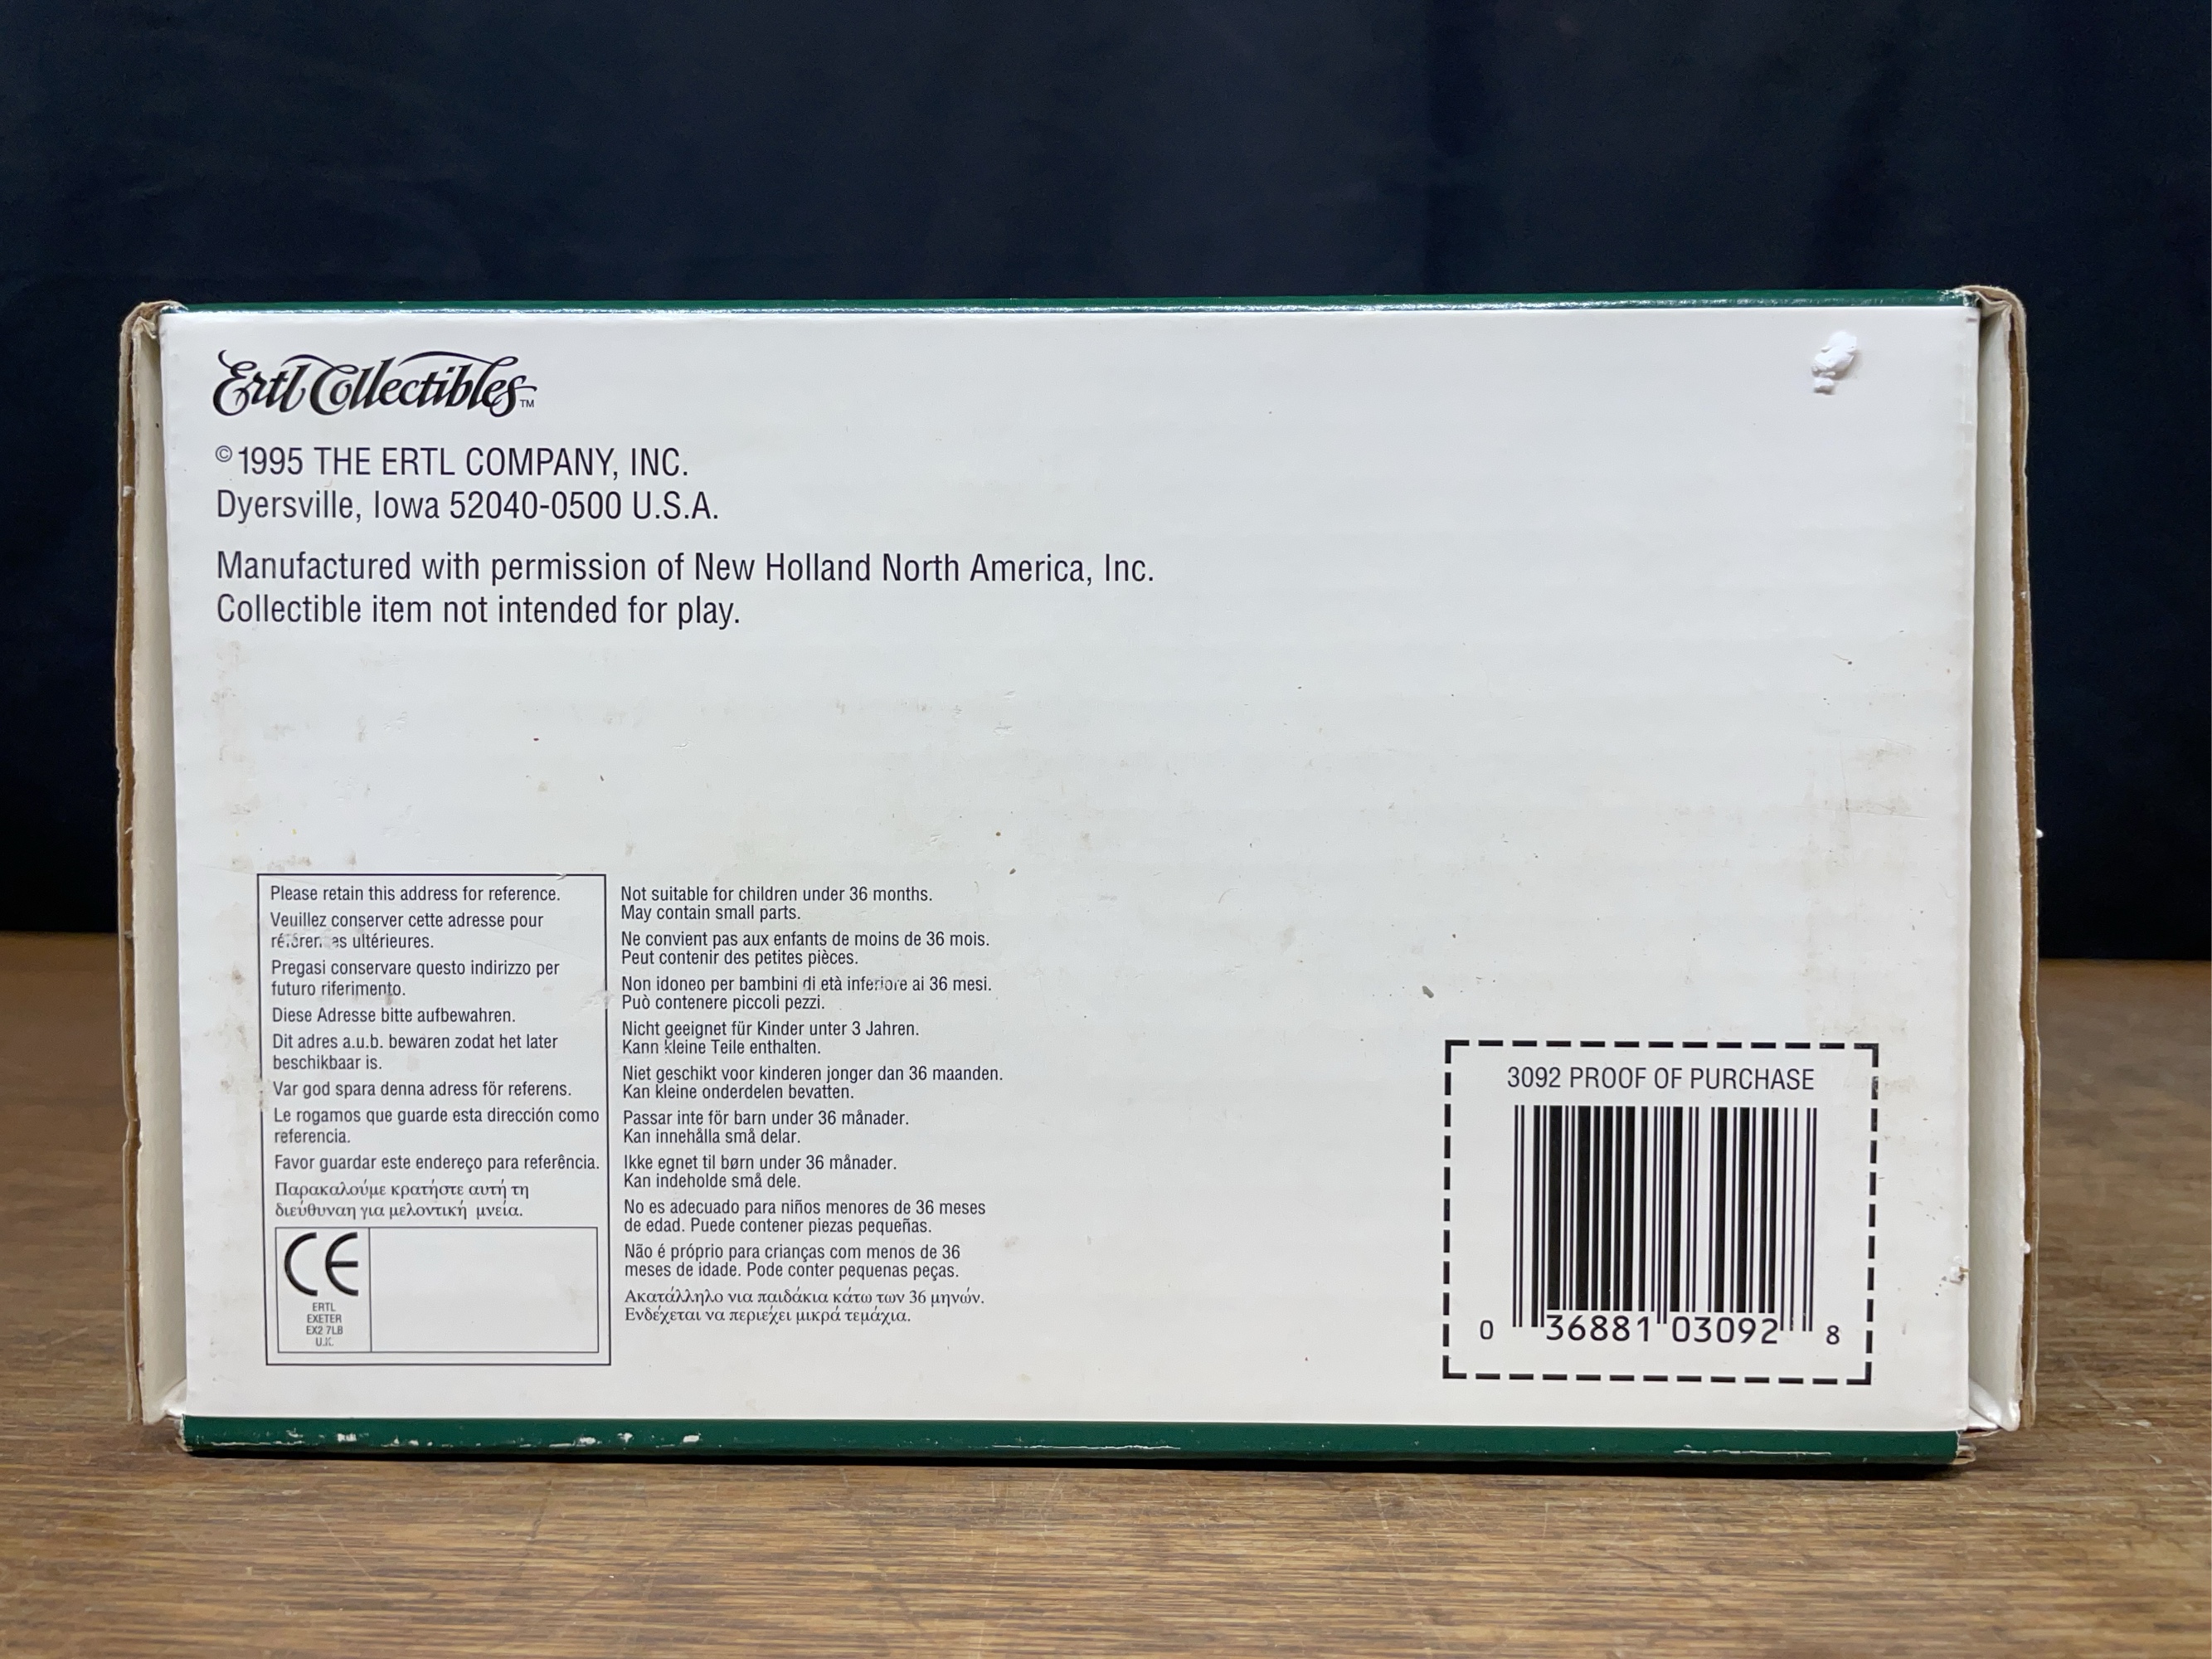 Ertl Collectibles™
©1995 THE ERTL COMPANY, INC.
Dyersville, Iowa 52040-0500 U.S.A.
Manufactured with permission of New Holland North America, Inc.
Collectible item not intended for play.
Please retain this address for reference.
Veuillez conserver cette adresse pour
ultérieures.
Pregasi conservare questo indirizzo per
futuro riferimento.
Diese Adresse bitte aufbewahren.
Dit adres a.u.b. bewaren zodat het later
beschikbaar is.
Var god spara denna adress för referens.
Le rogamos que guarde esta dirección como
referencia.
Favor guardar este endereço para referência.
Παρακαλούμε κρατήστε αυτή τη
διεύθυναη για μελοντική μνεία.
CE
ERTL
EXETER
EX2 7LB
U.K.
Not suitable for children under 36 months.
May contain small parts.
Ne convient pas aux enfants de moins de 36 mois.
Peut contenir des petites pièces.
Non idoneo per bambini di età inferiore ai 36 mesi.
Può contenere piccoli pezzi.
Nicht geeignet für Kinder unter 3 Jahren.
Kann kleine Teile enthalten.
Niet geschikt voor kinderen jonger dan 36 maanden.
Kan kleine onderdelen bevatten.
Passar inte för barn under 36 månader.
Kan innehålla små delar.
Ikke egnet til børn under 36 månader.
Kan indeholde små dele.
No es adecuado para niños menores de 36 meses
de edad. Puede contener piezas pequeñas.
Não é próprio para crianças com menos de 36
meses de idade. Pode conter pequenas peças.
Ακατάλληλο για παιδάκια κάτω των 36 μηνών.
Ενδέχεται να περιέχει μικρά τεμάχια.
3092 PROOF OF PURCHASE
0 36881 03092 8